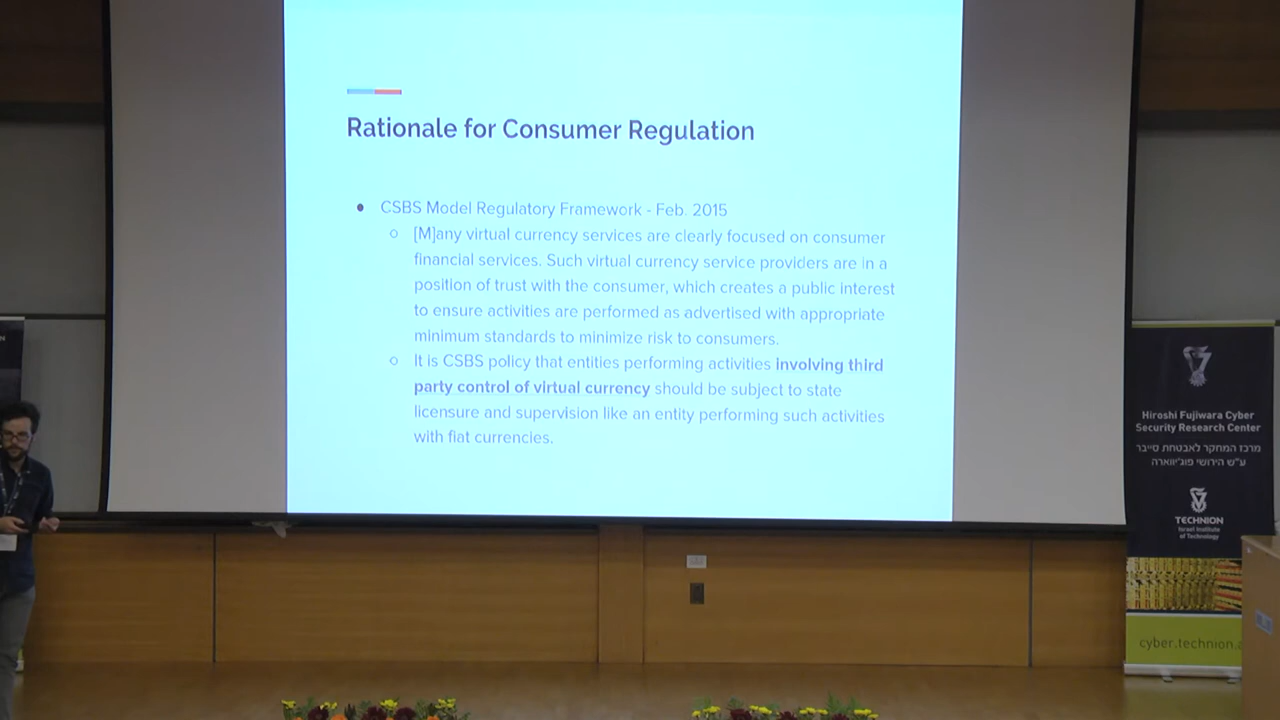 Rationale for Consumer Regulation
● CSBS Model Regulatory Framework - Feb. 2015
○ [M]any virtual currency services are clearly focused on consumer
financial services. Such virtual currency service providers are in a
position of trust with the consumer, which creates a public interest
to ensure activities are performed as advertised with appropriate
minimum standards to minimize risk to consumers.
○ It is CSBS policy that entities performing activities involving third
party control of virtual currency should be subject to state
licensure and supervision like an entity performing such activities
with fiat currencies.
Hiroshi Fujiwara Cyber
Security Research Center
מרכז המחקר לאבטחת סייבר
ע"ש הירושי פוג'יווארה
TECHNION
Israel Institute
of Technology
cyber.technion.a